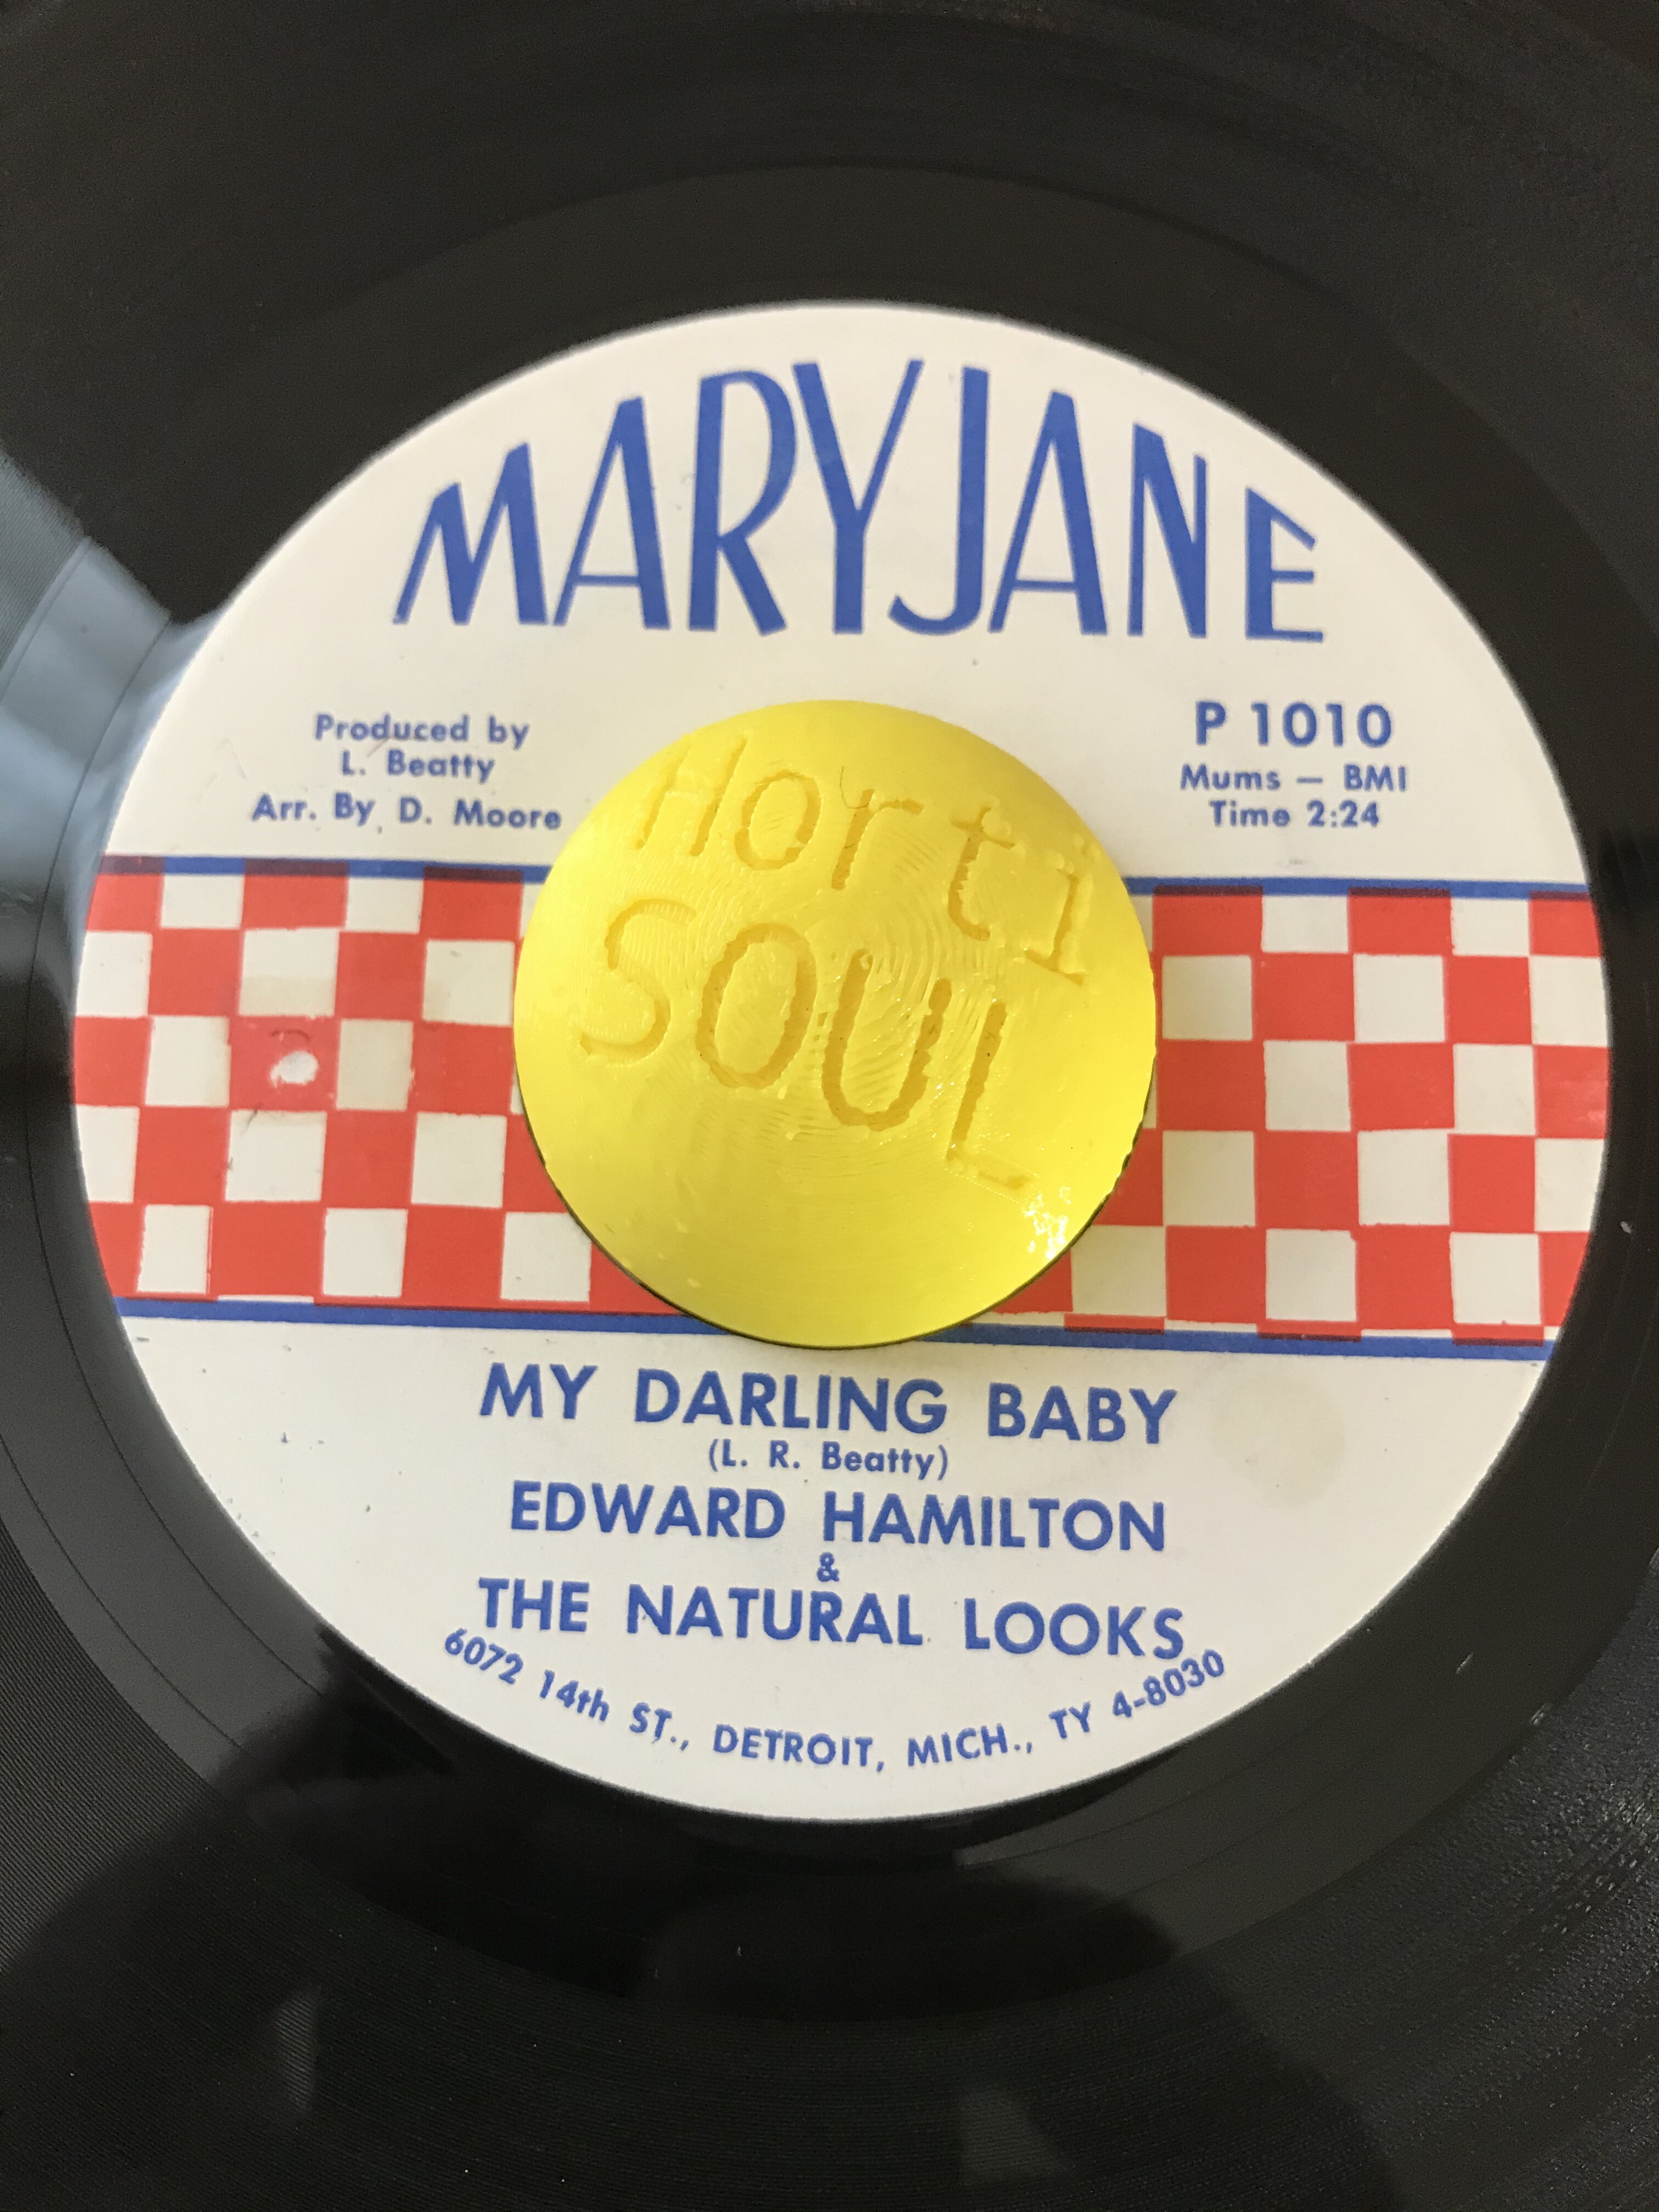 MARYJANE
Produced by
L. Beatty
Arr. By D. Moore
P 1010
Mums — BMI
Time 2:24
Horti
SOUL
MY DARLING BABY
(L. R. Beatty)
EDWARD HAMILTON
&
THE NATURAL LOOKS
6072 14th ST., DETROIT, MICH., TY 4-8030